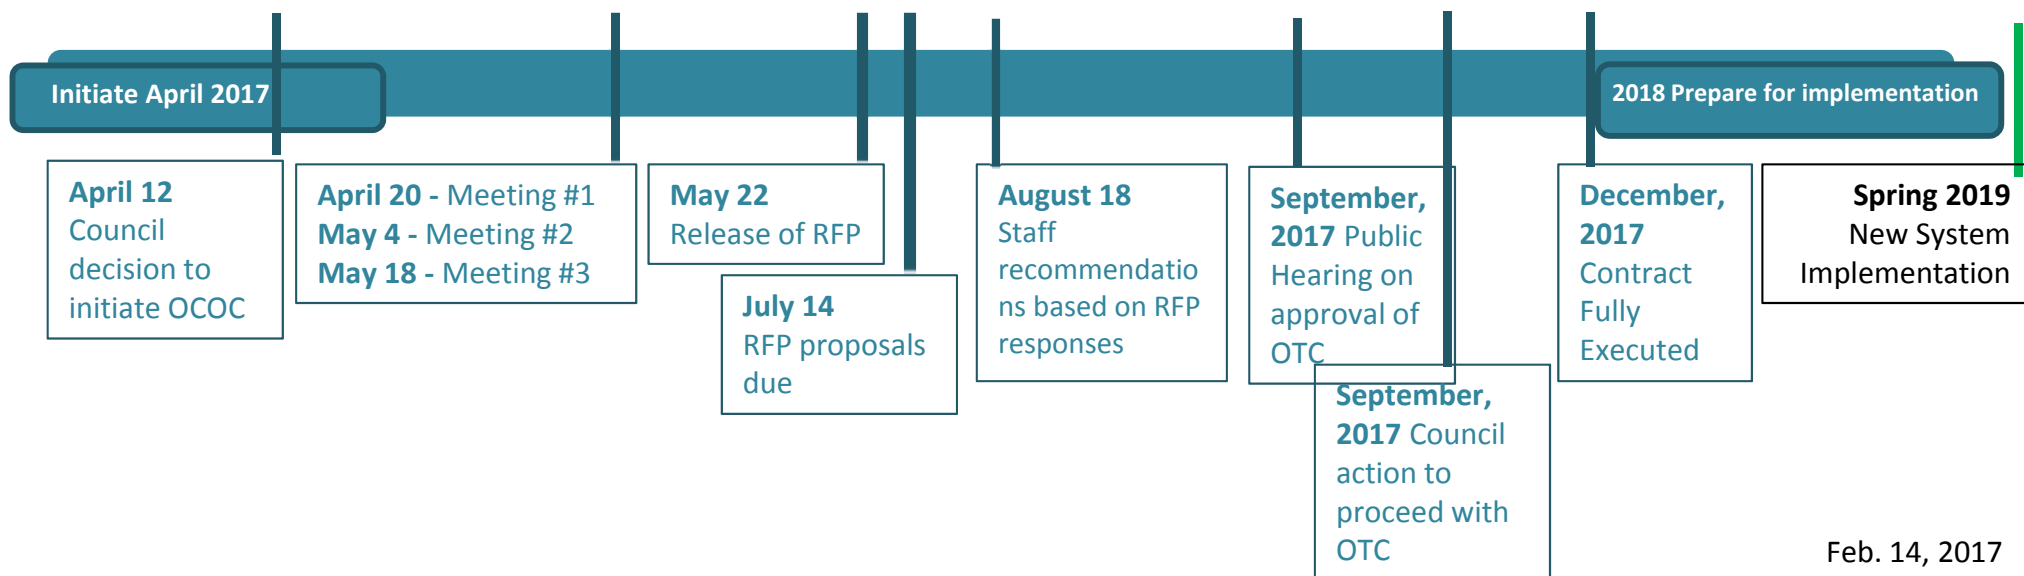 Initiate April 2017
2018 Prepare for implementation
April 12
Council
decision to
initiate OCOC
April 20 - Meeting #1
May 4 - Meeting #2
May 18 - Meeting #3
May 22
Release of RFP
July 14
RFP proposals
due
August 18
Staff
recommendatio
ns based on RFP
responses
September,
2017 Public
Hearing on
approval of
OTC
September,
2017 Council
action to
proceed with
OTC
December,
2017
Contract
Fully
Executed
Spring 2019
New System
Implementation
Feb. 14, 2017